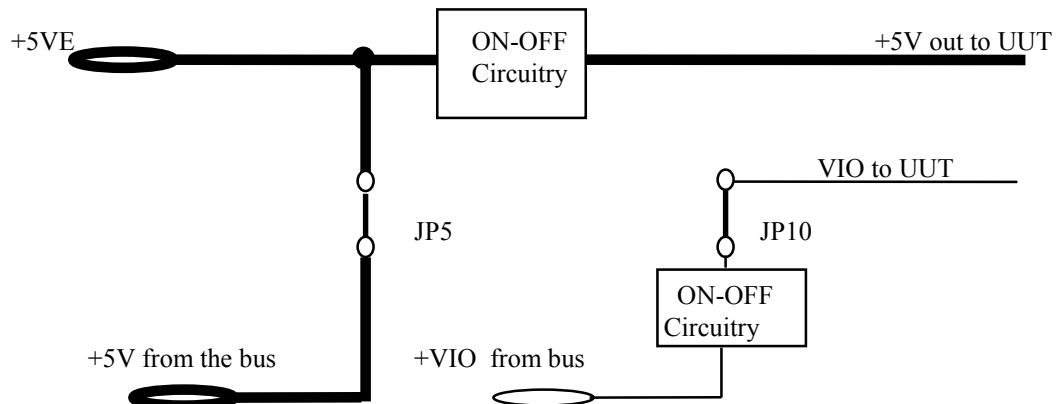 +5VE
ON-OFF
Circuitry
+5V out to UUT
VIO to UUT
JP5
JP10
ON-OFF
Circuitry
+5V from the bus
+VIO from bus